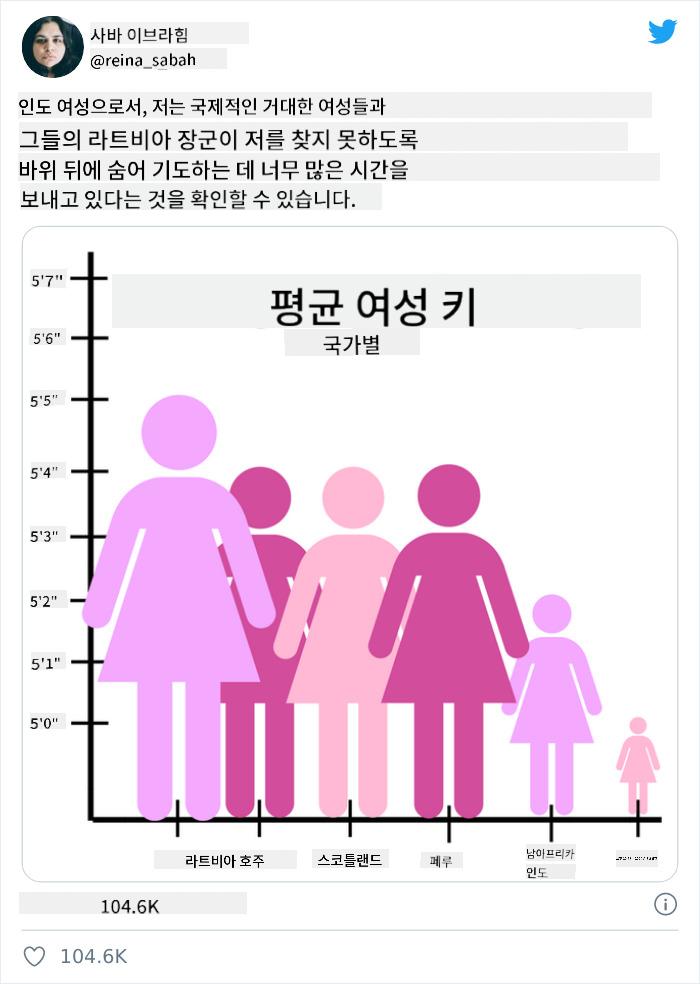 사바 이브라힘
@reina_sabah
인도 여성으로서, 저는 국제적인 거대한 여성들과
그들의 라트비아 장군이 저를 찾지 못하도록
바위 뒤에 숨어 기도하는 데 너무 많은 시간을
보내고 있다는 것을 확인할 수 있습니다.
평균 여성 키
국가별
5'7"
5'6"
5'5"
5'4"
5'3"
5'2"
5'1"
5'0"
라트비아 호주
스코틀랜드
페루
남아프리카
인도
104.6K
104.6K